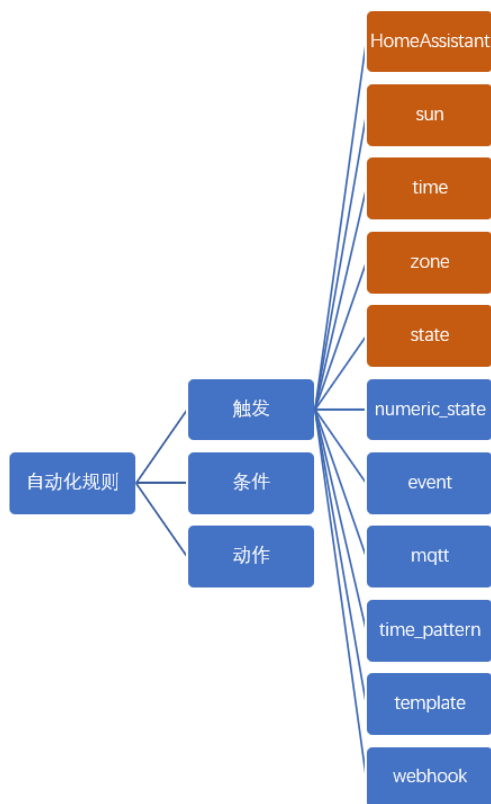 HomeAssistant
sun
time
zone
state
触发
numeric_state
自动化规则
条件
event
动作
mqtt
time_pattern
template
webhook